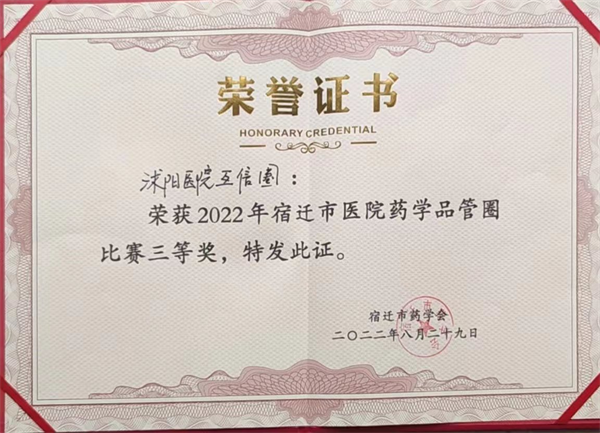 荣誉证书
HONORARY CREDENTIAL
沭阳医院互信圈：
荣获2022年宿迁市医院药学品管圈
比赛三等奖，特发此证。
宿迁市药学会
二〇二二年八月二十九日